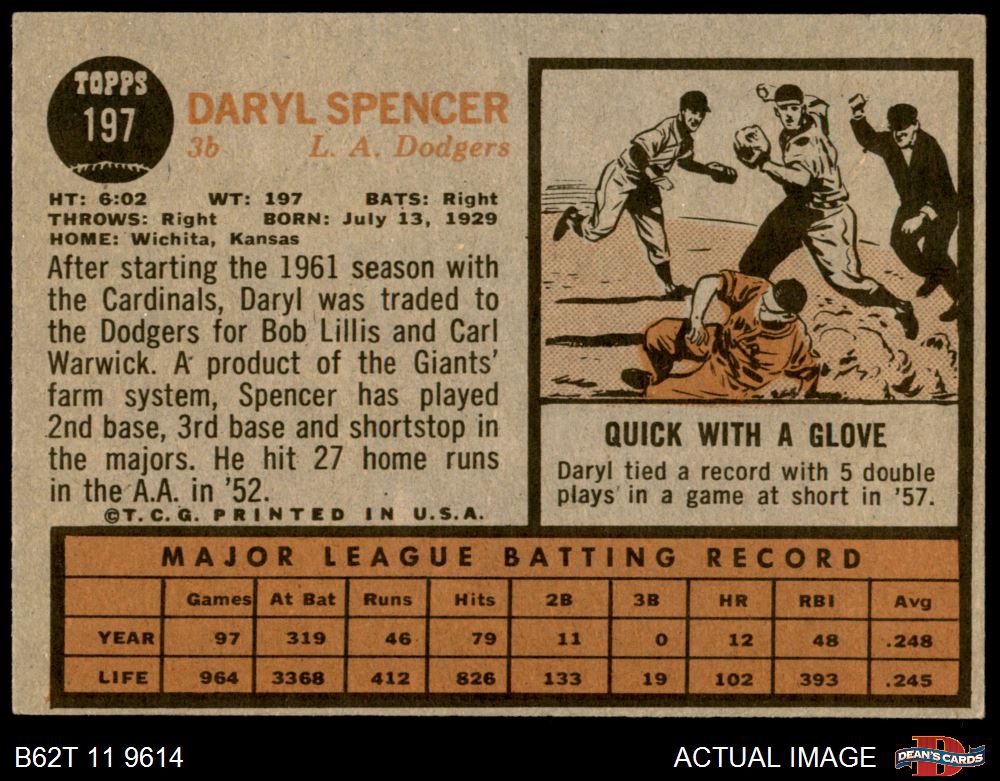 TOPPS
197
DARYL SPENCER
3b L. A. Dodgers
HT: 6:02 WT: 197 BATS: Right
THROWS: Right BORN: July 13, 1929
HOME: Wichita, Kansas
After starting the 1961 season with
the Cardinals, Daryl was traded to
the Dodgers for Bob Lillis and Carl
Warwick. A product of the Giants'
farm system, Spencer has played
2nd base, 3rd base and shortstop in
the majors. He hit 27 home runs
in the A.A. in '52.
©T.C.G. PRINTED IN U.S.A.
QUICK WITH A GLOVE
Daryl tied a record with 5 double
plays in a game at short in '57.
MAJOR LEAGUE BATTING RECORD
Games At Bat Runs Hits 2B 3B HR RBI Avg
YEAR 97 319 46 79 11 0 12 48 .248
LIFE 964 3368 412 826 133 19 102 393 .245
B62T 11 9614
ACTUAL IMAGE
DEAN'S CARDS